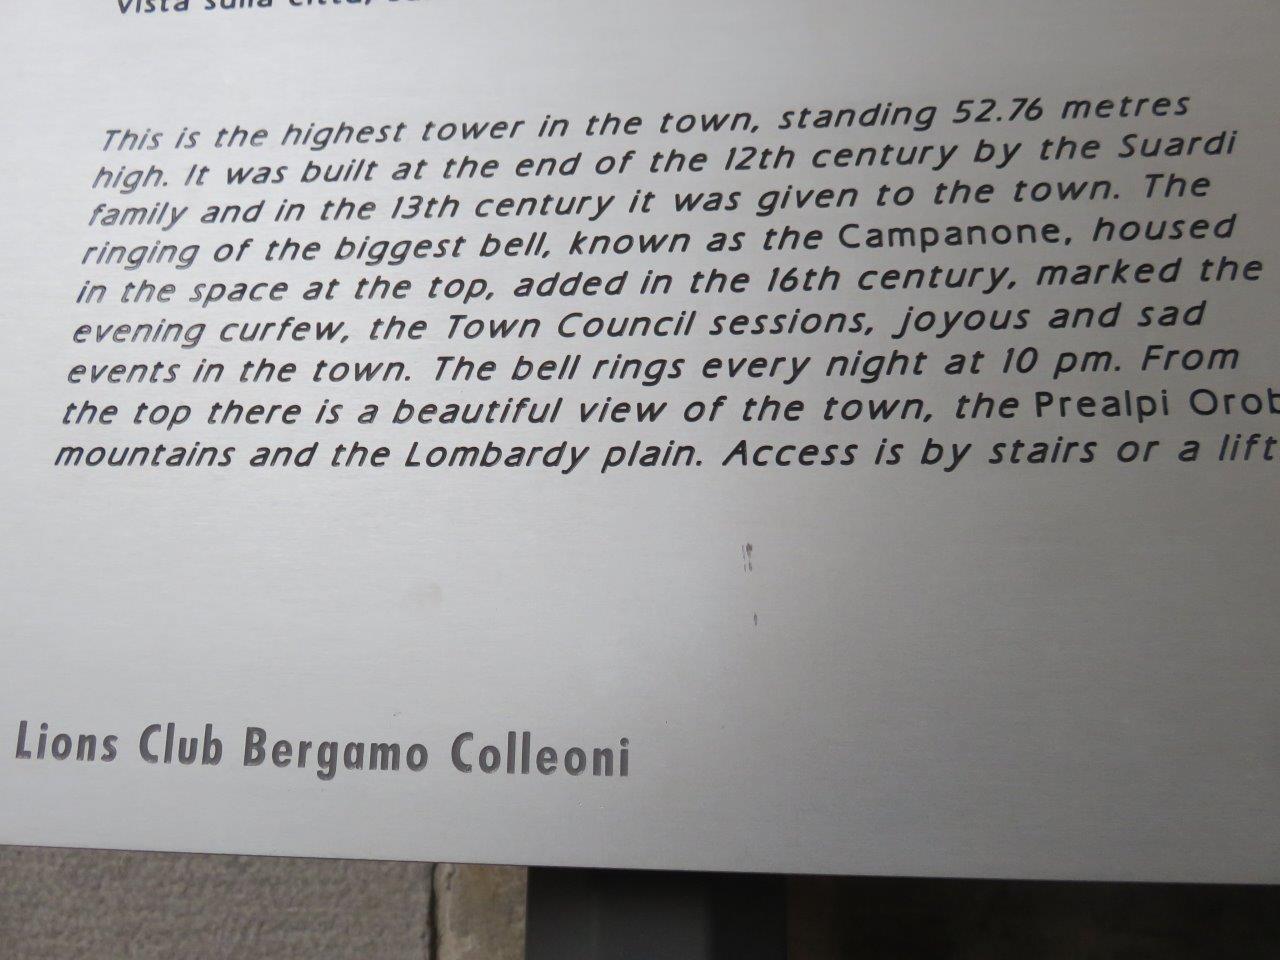 vista sulla città,
This is the highest tower in the town, standing 52.76 metres
high. It was built at the end of the 12th century by the Suardi
family and in the 13th century it was given to the town. The
ringing of the biggest bell, known as the Campanone, housed
in the space at the top, added in the 16th century, marked the
evening curfew, the Town Council sessions, joyous and sad
events in the town. The bell rings every night at 10 pm. From
the top there is a beautiful view of the town, the Prealpi Orob
mountains and the Lombardy plain. Access is by stairs or a lift
Lions Club Bergamo Colleoni